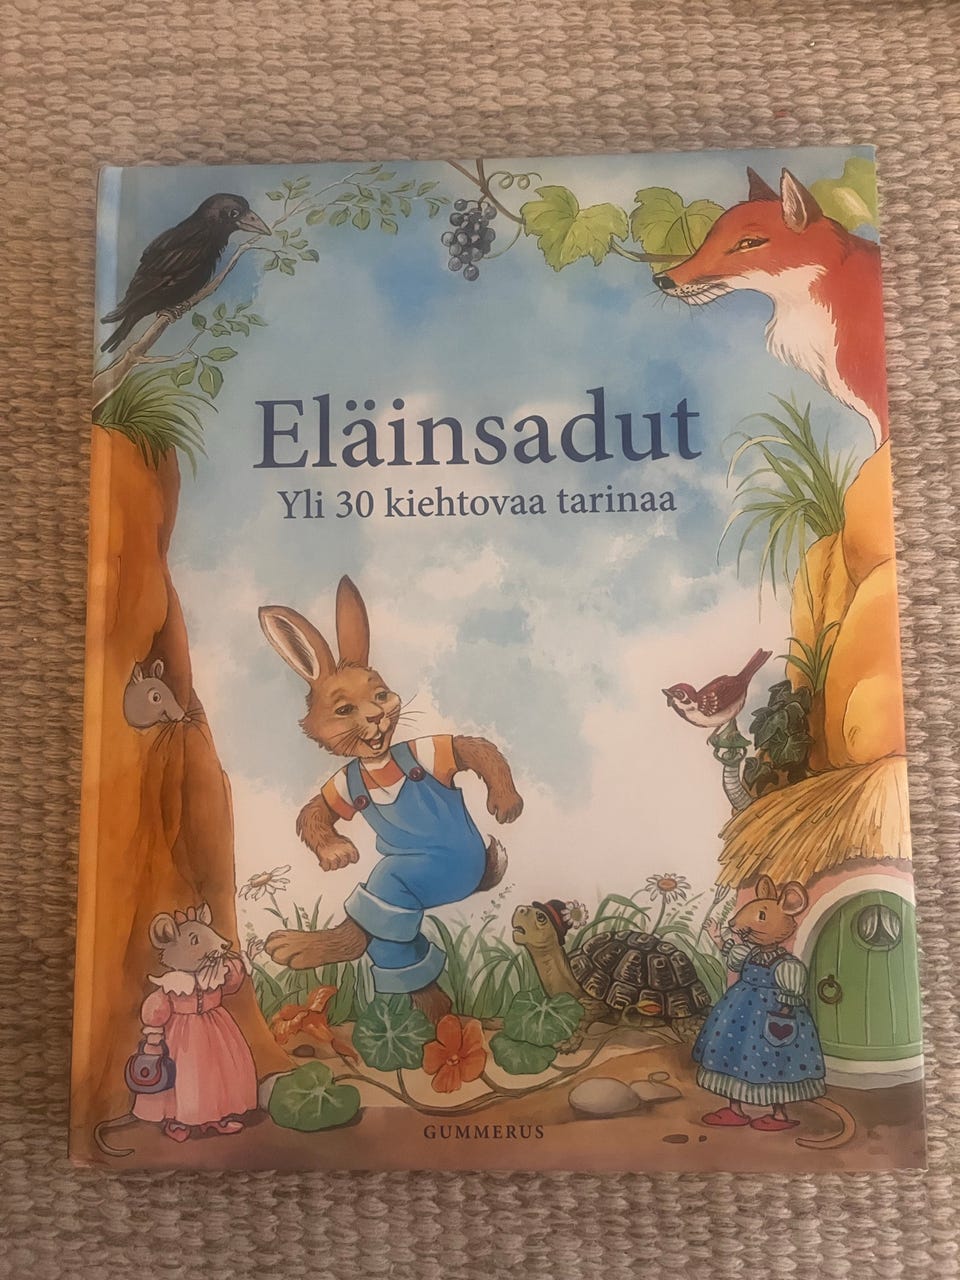 Eläinsadut
Yli 30 kiehtovaa tarinaa
GUMMERUS